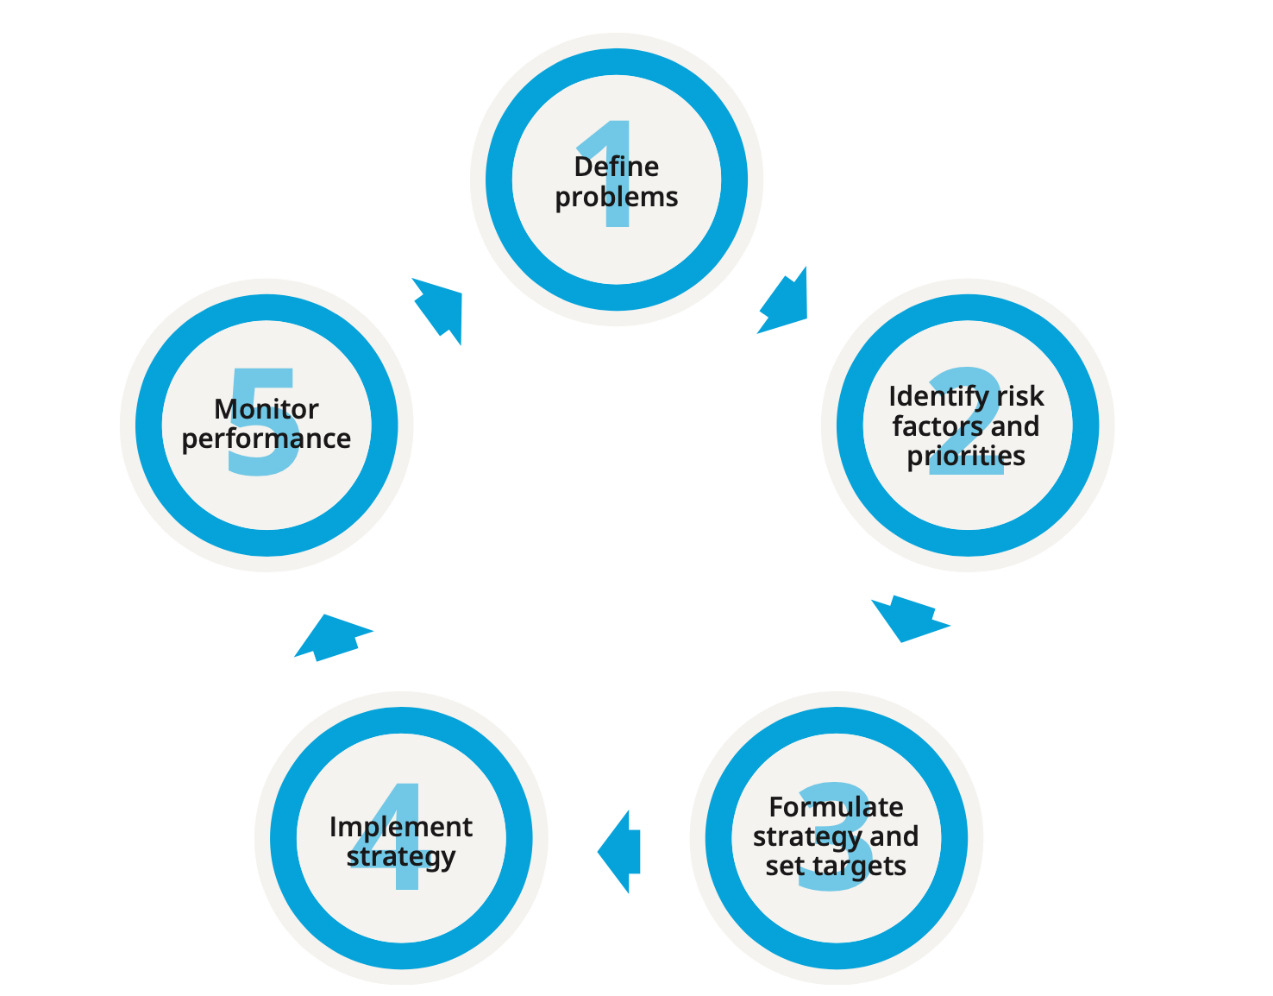 1
Define
problems
2
Identify risk
factors and
priorities
3
Formulate
strategy and
set targets
4
Implement
strategy
5
Monitor
performance